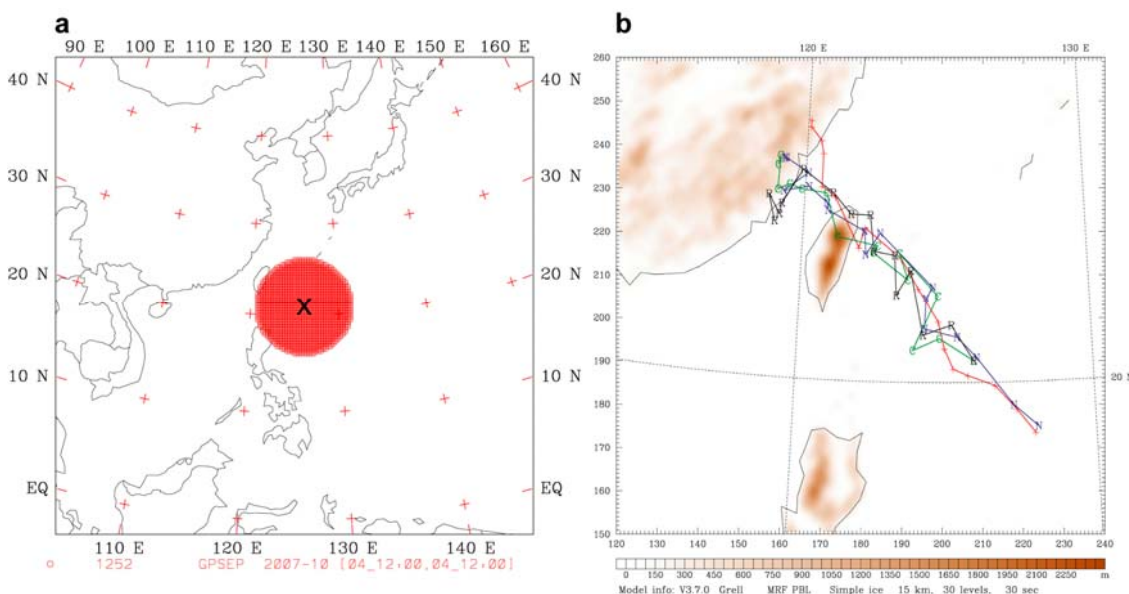 a
90 E 100 E 110 E 120 E 130 E 140 E 150 E 160 E
40 N 40 N
30 N 30 N
20 N 20 N
10 N 10 N
EQ EQ
110 E 120 E 130 E 140 E
o 1252 GPSEP 2007-10 [04_12:00,04_12:00]
b
120 E 130 E
260
250
240
230
220
210
200
190
20 N
180
170
160
150
120 130 140 150 160 170 180 190 200 210 220 230 240
0 150 300 450 600 750 900 1050 1200 1350 1500 1650 1800 1950 2100 2250 m
Model info: V3.7.0 Grell MRF PBL Simple ice 15 km, 30 levels, 30 sec